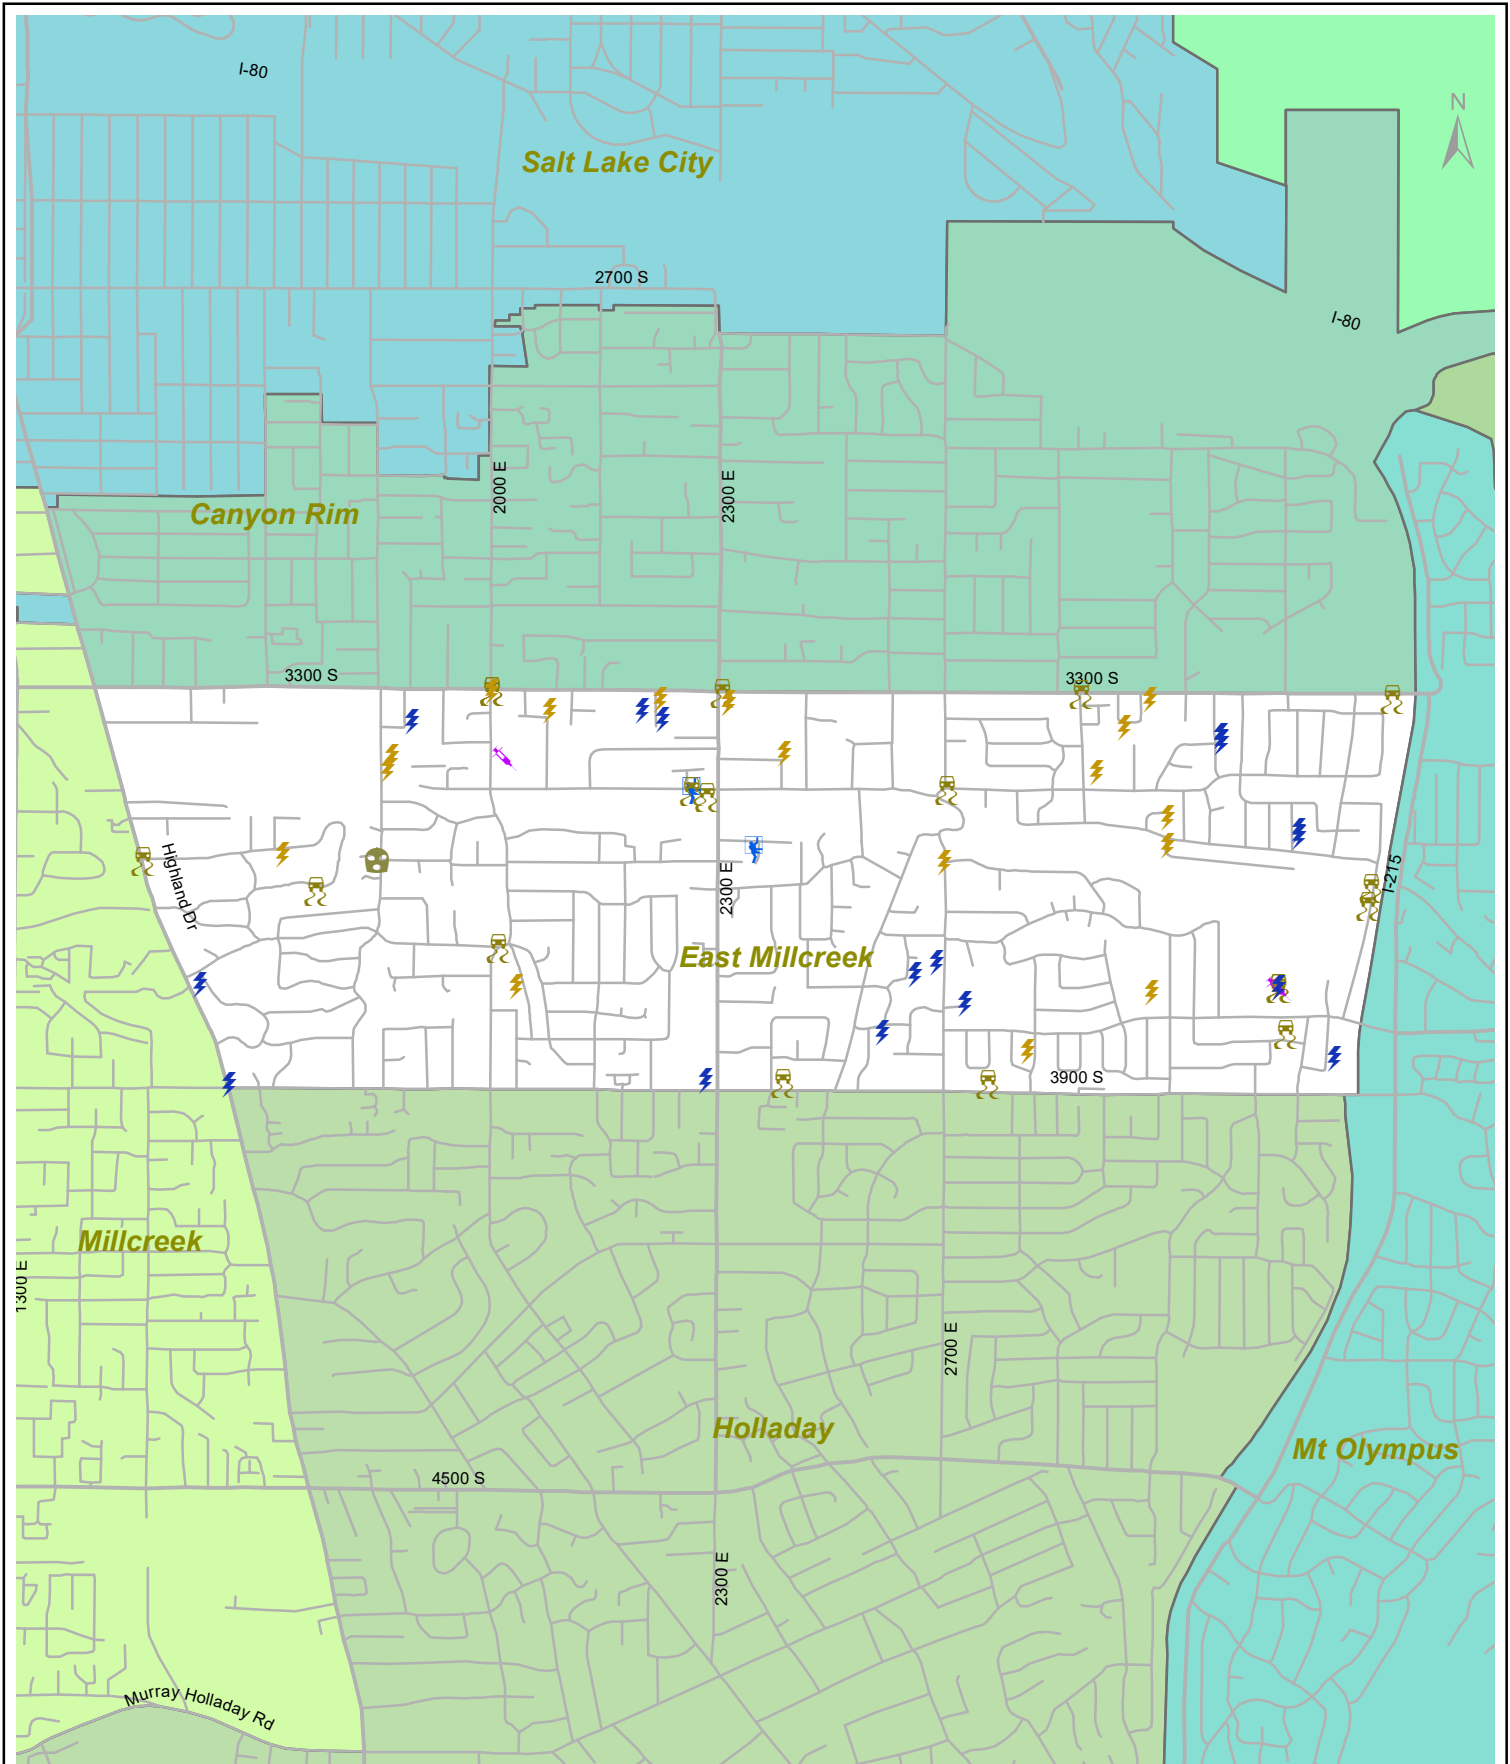 I-80
N
Salt Lake City
2700 S
I-80
2000 E
2300 E
Canyon Rim
3300 S
3300 S
Highland Dr
2300 E
I-215
East Millcreek
3900 S
Millcreek
1300 E
2700 E
Holladay
Mt Olympus
4500 S
2300 E
Murray Holladay Rd